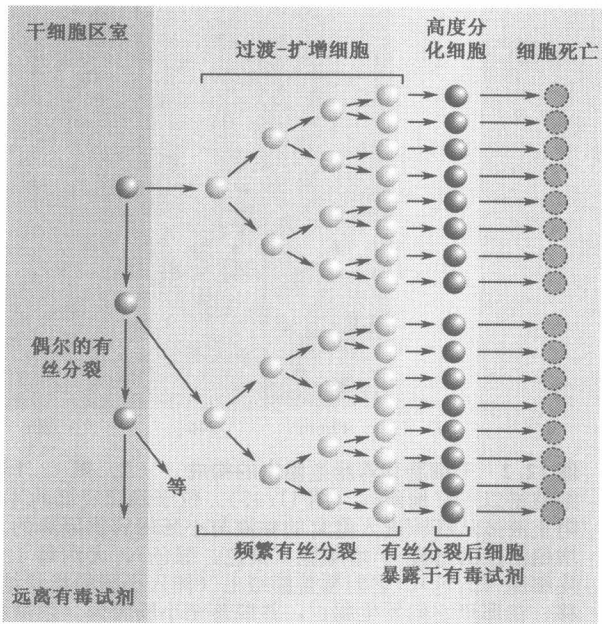 干细胞区室
过渡-扩增细胞
高度分
化细胞
细胞死亡
偶尔的有
丝分裂
等
频繁有丝分裂
有丝分裂后细胞
暴露于有毒试剂
远离有毒试剂